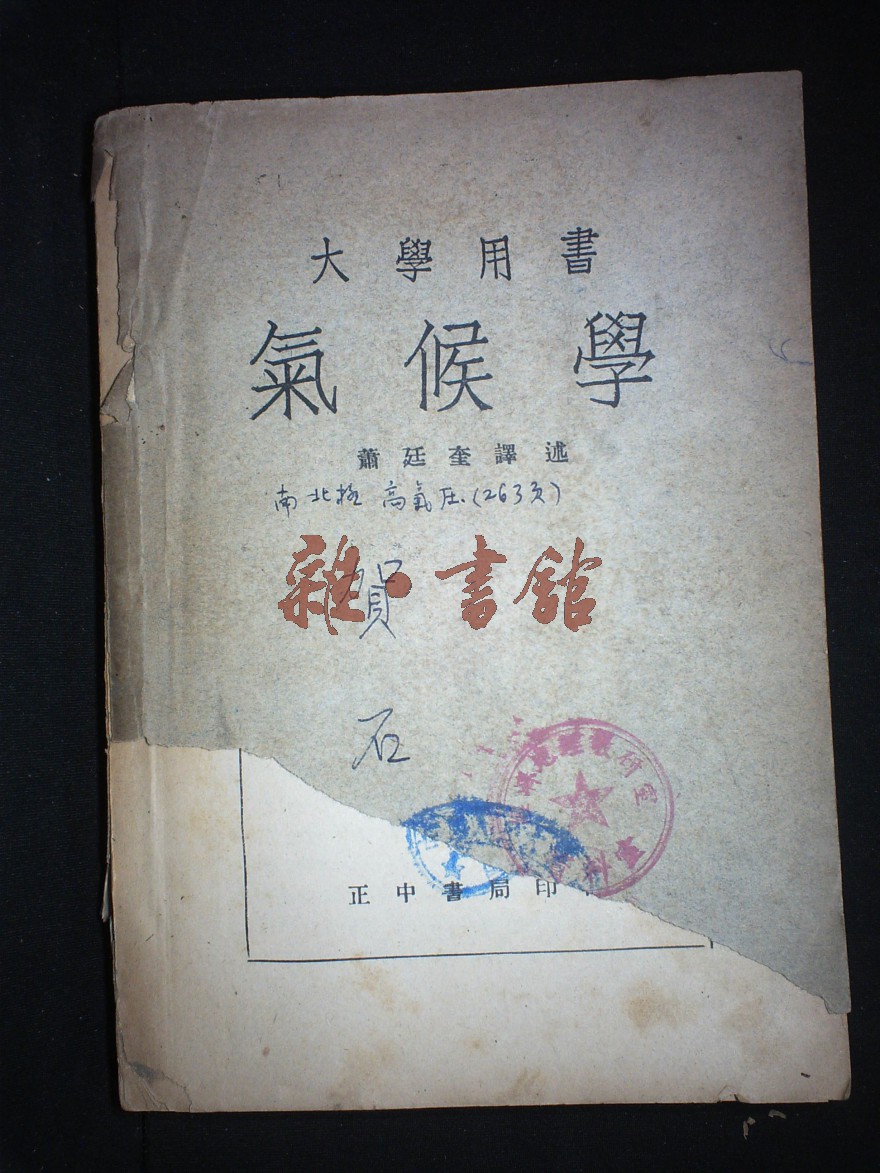 大學用書
氣候學
蕭廷奎譯述
南北極 高氣压(263页)
雜·書館
賀
石
正中書局印